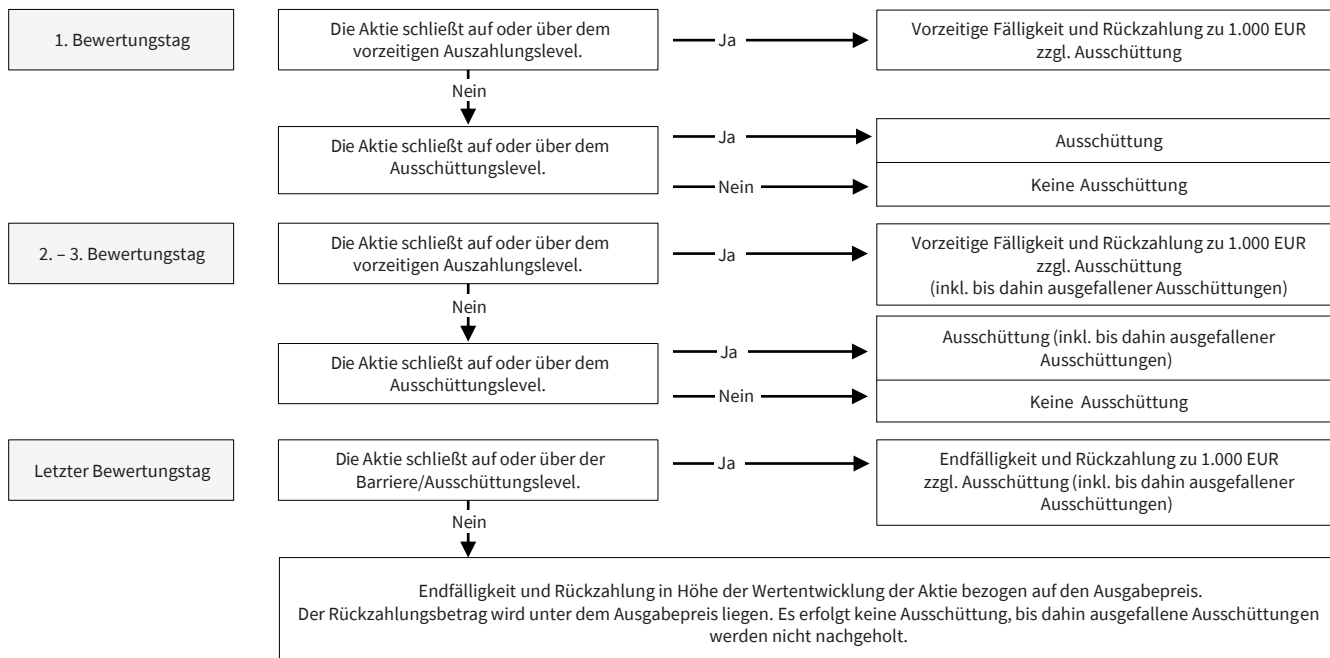 1. Bewertungstag
Die Aktie schließt auf oder über dem
vorzeitigen Auszahlungslevel.
Ja
Vorzeitige Fälligkeit und Rückzahlung zu 1.000 EUR
zzgl. Ausschüttung
Nein
Die Aktie schließt auf oder über dem
Ausschüttungslevel.
Ja
Ausschüttung
Nein
Keine Ausschüttung
2. – 3. Bewertungstag
Die Aktie schließt auf oder über dem
vorzeitigen Auszahlungslevel.
Ja
Vorzeitige Fälligkeit und Rückzahlung zu 1.000 EUR
zzgl. Ausschüttung
(inkl. bis dahin ausgefallener Ausschüttungen)
Nein
Die Aktie schließt auf oder über dem
Ausschüttungslevel.
Ja
Ausschüttung (inkl. bis dahin ausgefallener
Ausschüttungen)
Nein
Keine Ausschüttung
Letzter Bewertungstag
Die Aktie schließt auf oder über der
Barriere/Ausschüttungslevel.
Ja
Endfälligkeit und Rückzahlung zu 1.000 EUR
zzgl. Ausschüttung (inkl. bis dahin ausgefallener
Ausschüttungen)
Nein
Endfälligkeit und Rückzahlung in Höhe der Wertentwicklung der Aktie bezogen auf den Ausgabepreis.
Der Rückzahlungsbetrag wird unter dem Ausgabepreis liegen. Es erfolgt keine Ausschüttung, bis dahin ausgefallene Ausschüttungen
werden nicht nachgeholt.